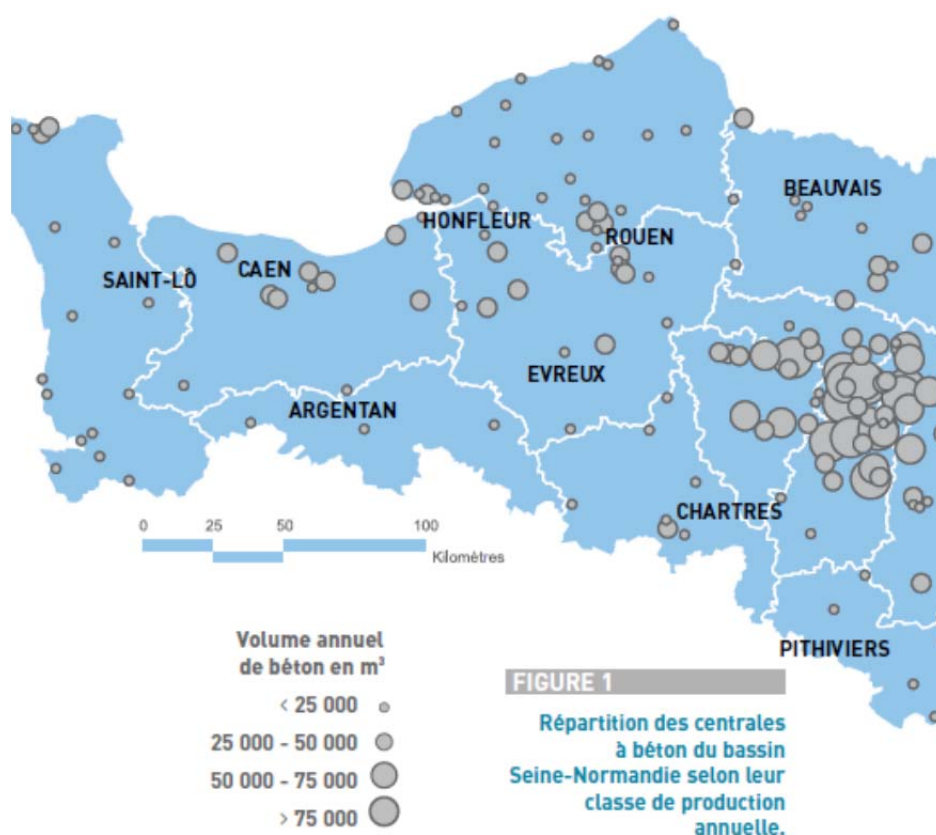 BEAUVAIS
HONFLEUR
ROUEN
SAINT-LÔ
CAEN
EVREUX
ARGENTAN
CHARTRES
0 25 50 100
Kilomètres
PITHIVIERS
Volume annuel
de béton en m³
< 25 000
25 000 - 50 000
50 000 - 75 000
> 75 000
FIGURE 1
Répartition des centrales
à béton du bassin
Seine-Normandie selon leur
classe de production
annuelle.